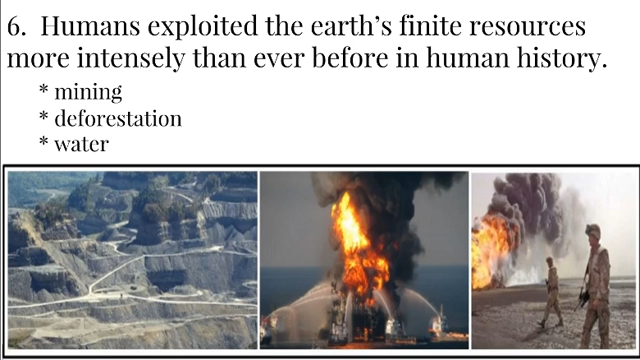 6. Humans exploited the earth’s finite resources
more intensely than ever before in human history.
* mining
* deforestation
* water